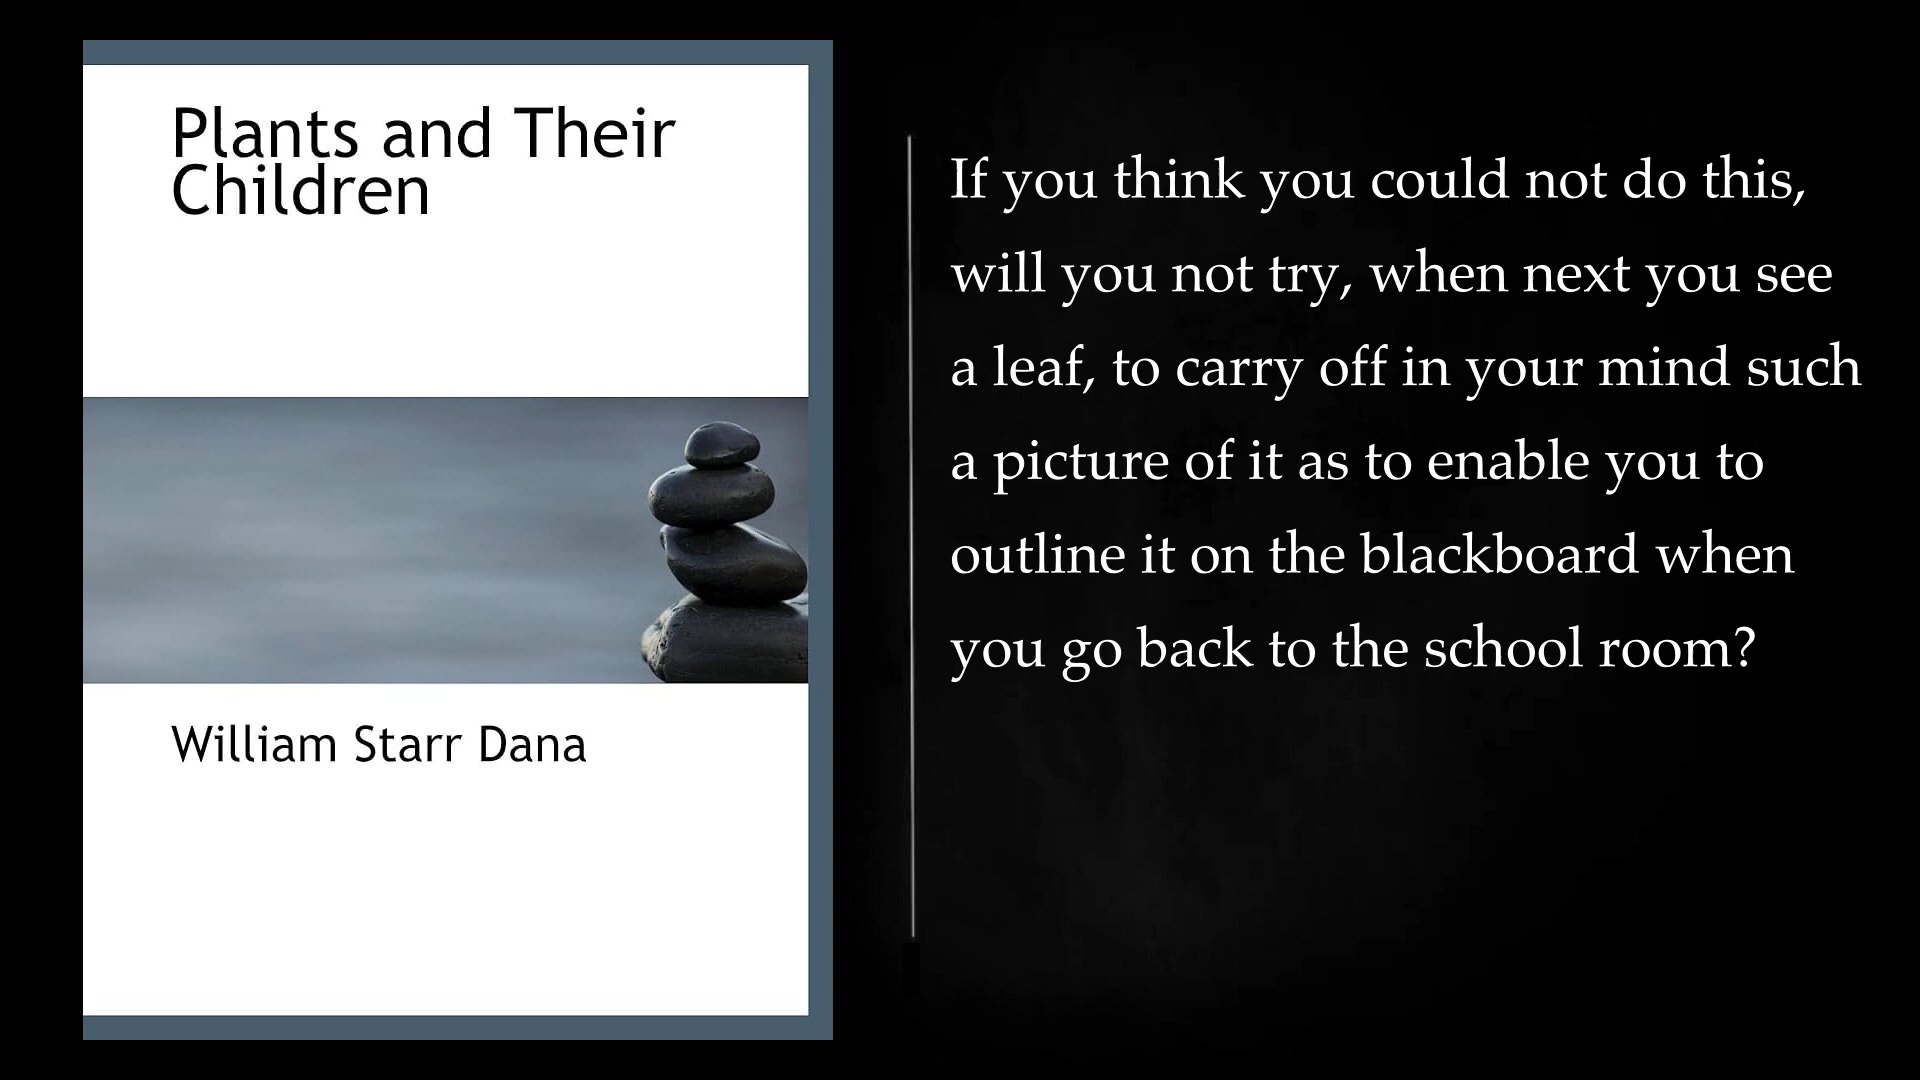 Plants and Their
Children
William Starr Dana
If you think you could not do this,
will you not try, when next you see
a leaf, to carry off in your mind such
a picture of it as to enable you to
outline it on the blackboard when
you go back to the school room?